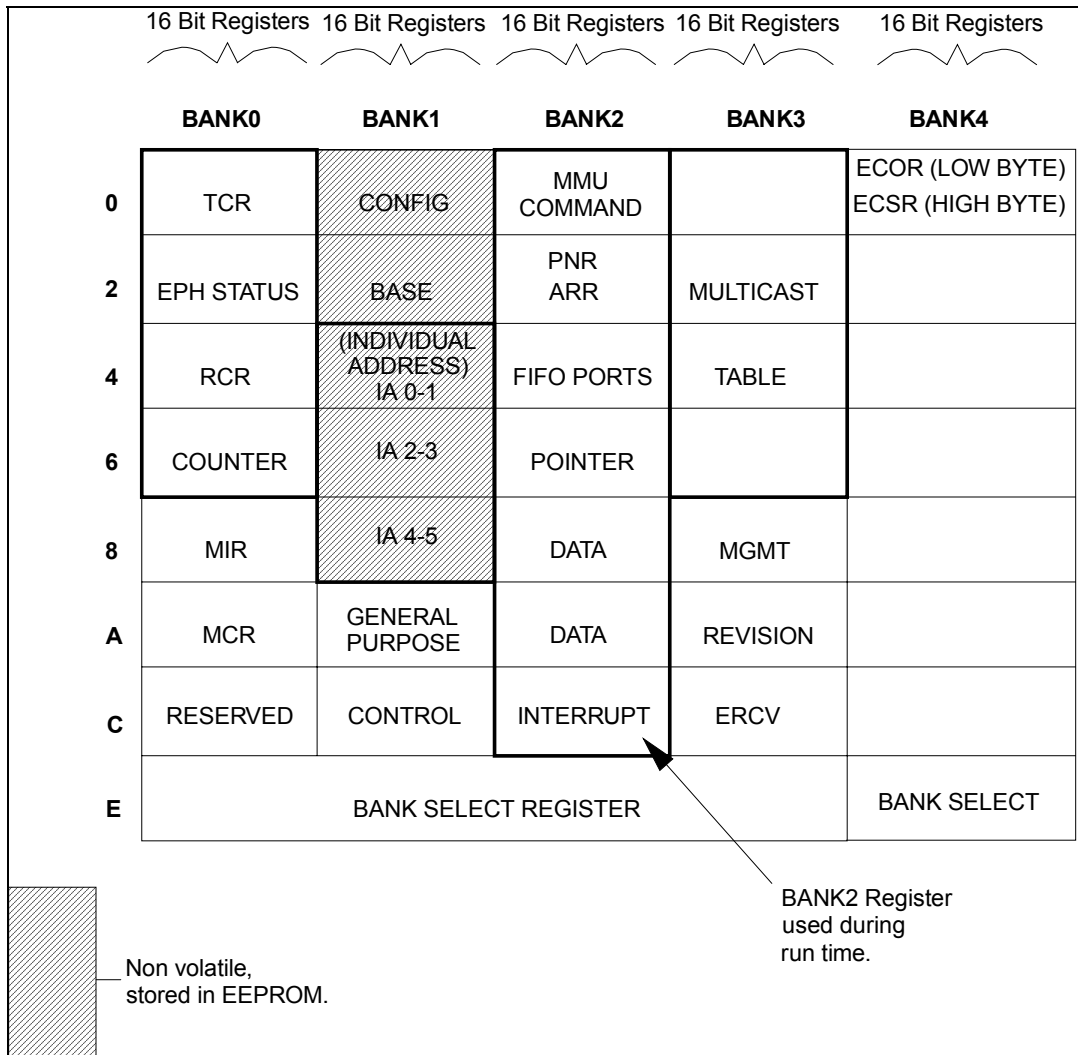 16 Bit Registers 16 Bit Registers 16 Bit Registers 16 Bit Registers 16 Bit Registers
BANK0 BANK1 BANK2 BANK3 BANK4
0 TCR CONFIG MMU COMMAND ECOR (LOW BYTE) ECSR (HIGH BYTE)
2 EPH STATUS BASE PNR ARR MULTICAST
4 RCR (INDIVIDUAL ADDRESS) IA 0-1 FIFO PORTS TABLE
6 COUNTER IA 2-3 POINTER
8 MIR IA 4-5 DATA MGMT
A MCR GENERAL PURPOSE DATA REVISION
C RESERVED CONTROL INTERRUPT ERCV
E BANK SELECT REGISTER BANK SELECT
BANK2 Register
used during
run time.
Non volatile,
stored in EEPROM.